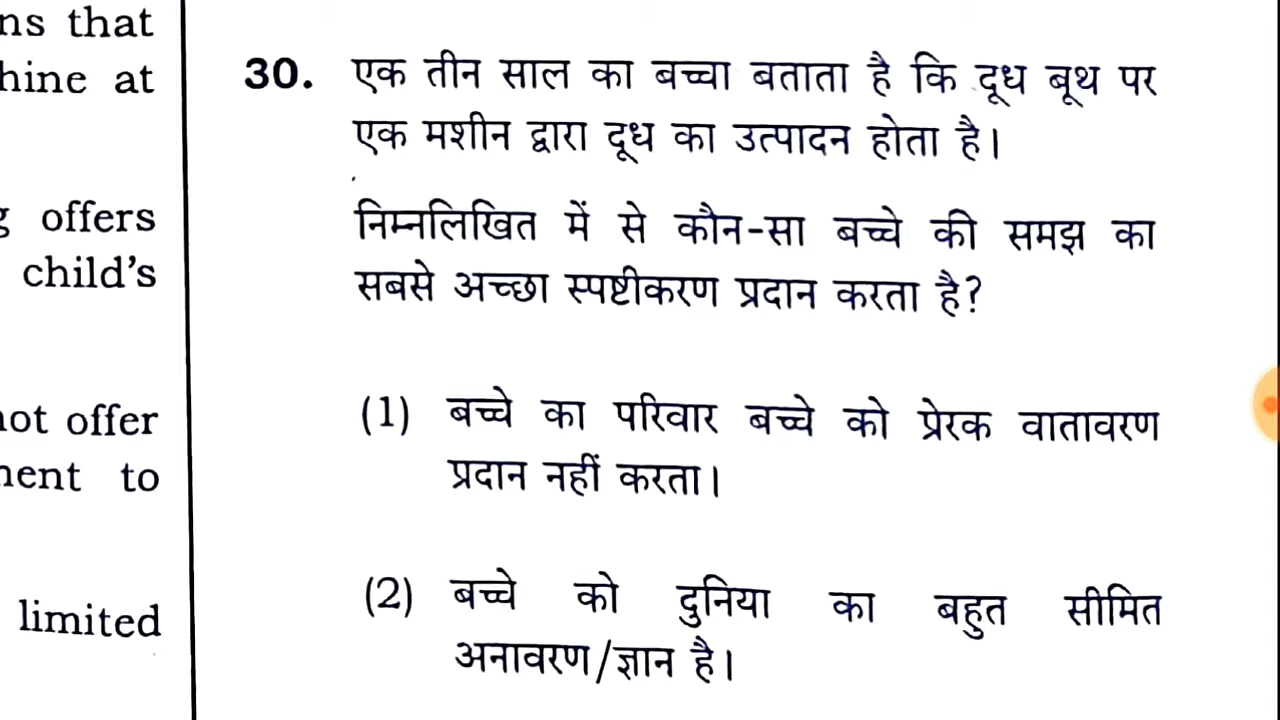 ns that
hine at
offers
child's
not offer
ment to
limited
30. एक तीन साल का बच्चा बताता है कि दूध बूथ पर
एक मशीन द्वारा दूध का उत्पादन होता है।
निम्नलिखित में से कौन-सा बच्चे की समझ का
सबसे अच्छा स्पष्टीकरण प्रदान करता है?
(1) बच्चे का परिवार बच्चे को प्रेरक वातावरण
प्रदान नहीं करता।
(2) बच्चे को दुनिया का बहुत सीमित
अनावरण/ज्ञान है।